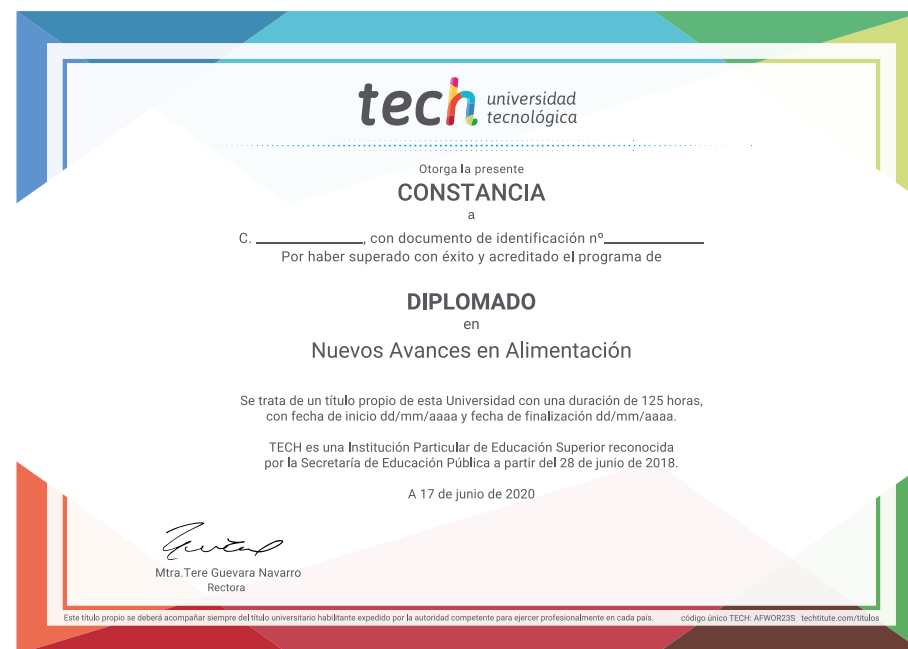 tech universidad
tecnológica
Otorga la presente
CONSTANCIA
a
C. ____________, con documento de identificación nº____________
Por haber superado con éxito y acreditado el programa de
DIPLOMADO
en
Nuevos Avances en Alimentación
Se trata de un título propio de esta Universidad con una duración de 125 horas,
con fecha de inicio dd/mm/aaaa y fecha de finalización dd/mm/aaaa.
TECH es una Institución Particular de Educación Superior reconocida
por la Secretaría de Educación Pública a partir del 28 de junio de 2018.
A 17 de junio de 2020
Mtra.Tere Guevara Navarro
Rectora
Este título propio se deberá acompañar siempre del título universitario habilitante expedido por la autoridad competente para ejercer profesionalmente en cada país. código único TECH: AFWOR23S techtitute.com/titulos